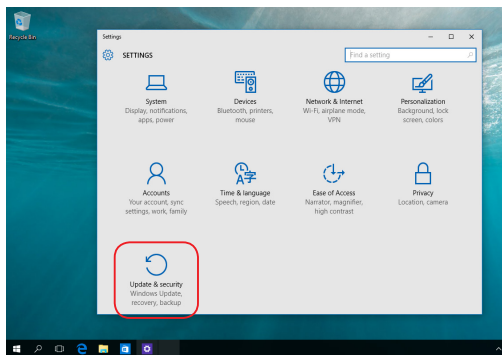 Recycle Bin
Settings
SETTINGS
Find a setting
System
Display, notifications,
apps, power
Devices
Bluetooth, printers,
mouse
Network & Internet
Wi-Fi, airplane mode,
VPN
Personalization
Background, lock
screen, colors
Accounts
Your account, sync
settings, work, family
Time & language
Speech, region, date
Ease of Access
Narrator, magnifier,
high contrast
Privacy
Location, camera
Update & security
Windows Update,
recovery, backup